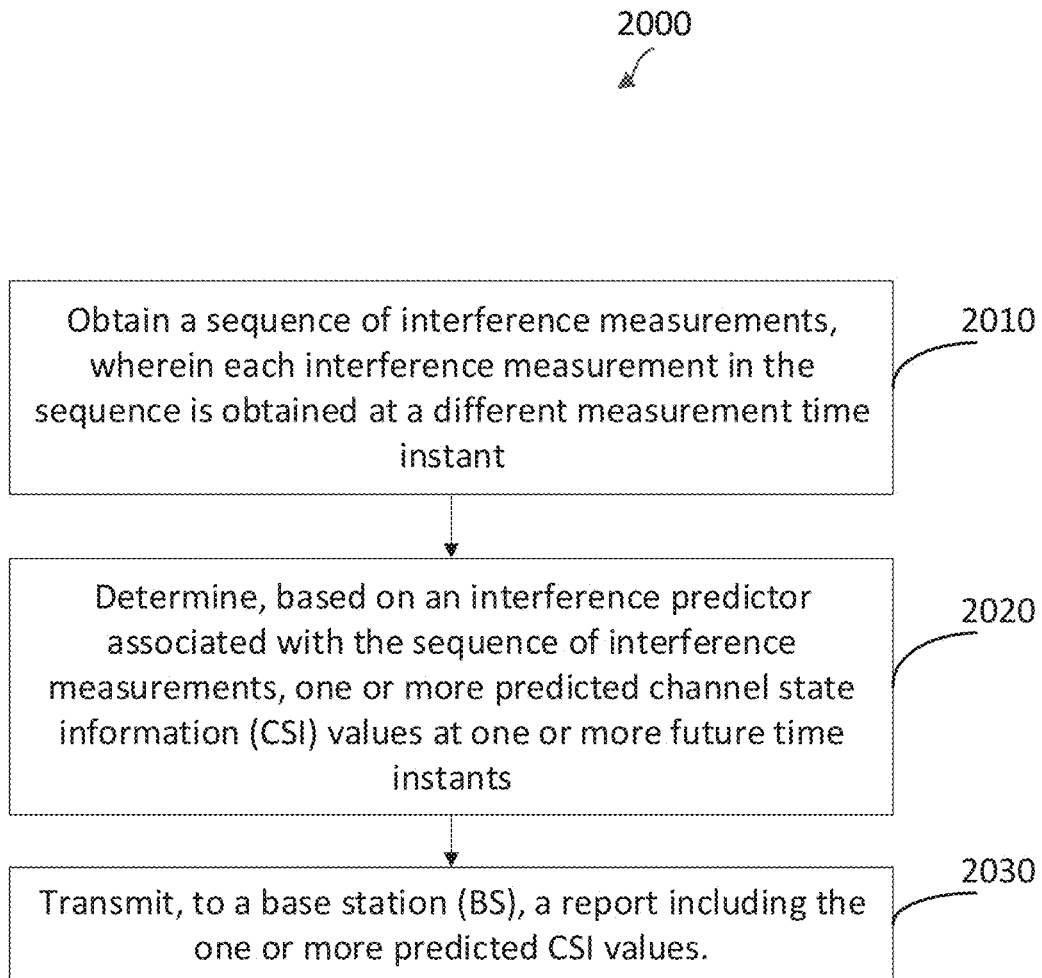 2000
Obtain a sequence of interference measurements,
wherein each interference measurement in the
sequence is obtained at a different measurement time
instant
2010
Determine, based on an interference predictor
associated with the sequence of interference
measurements, one or more predicted channel state
information (CSI) values at one or more future time
instants
2020
Transmit, to a base station (BS), a report including the
one or more predicted CSI values.
2030